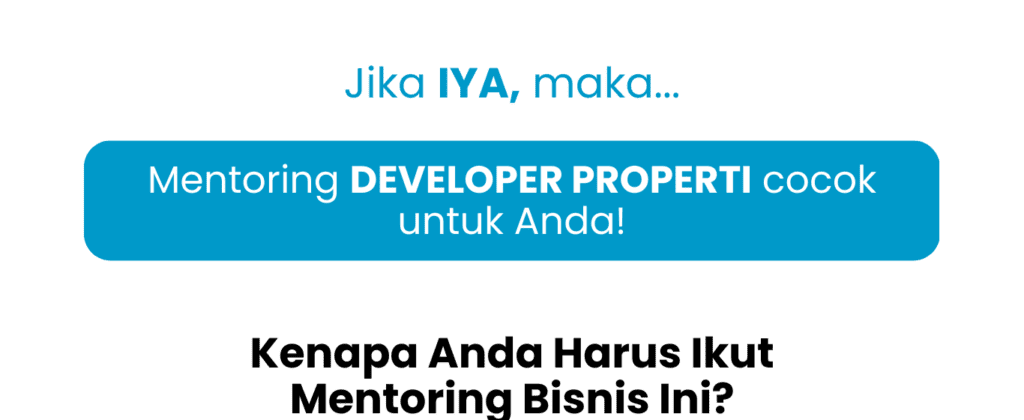 Jika IYA, maka...
Mentoring DEVELOPER PROPERTI cocok
untuk Anda!
Kenapa Anda Harus Ikut
Mentoring Bisnis Ini?